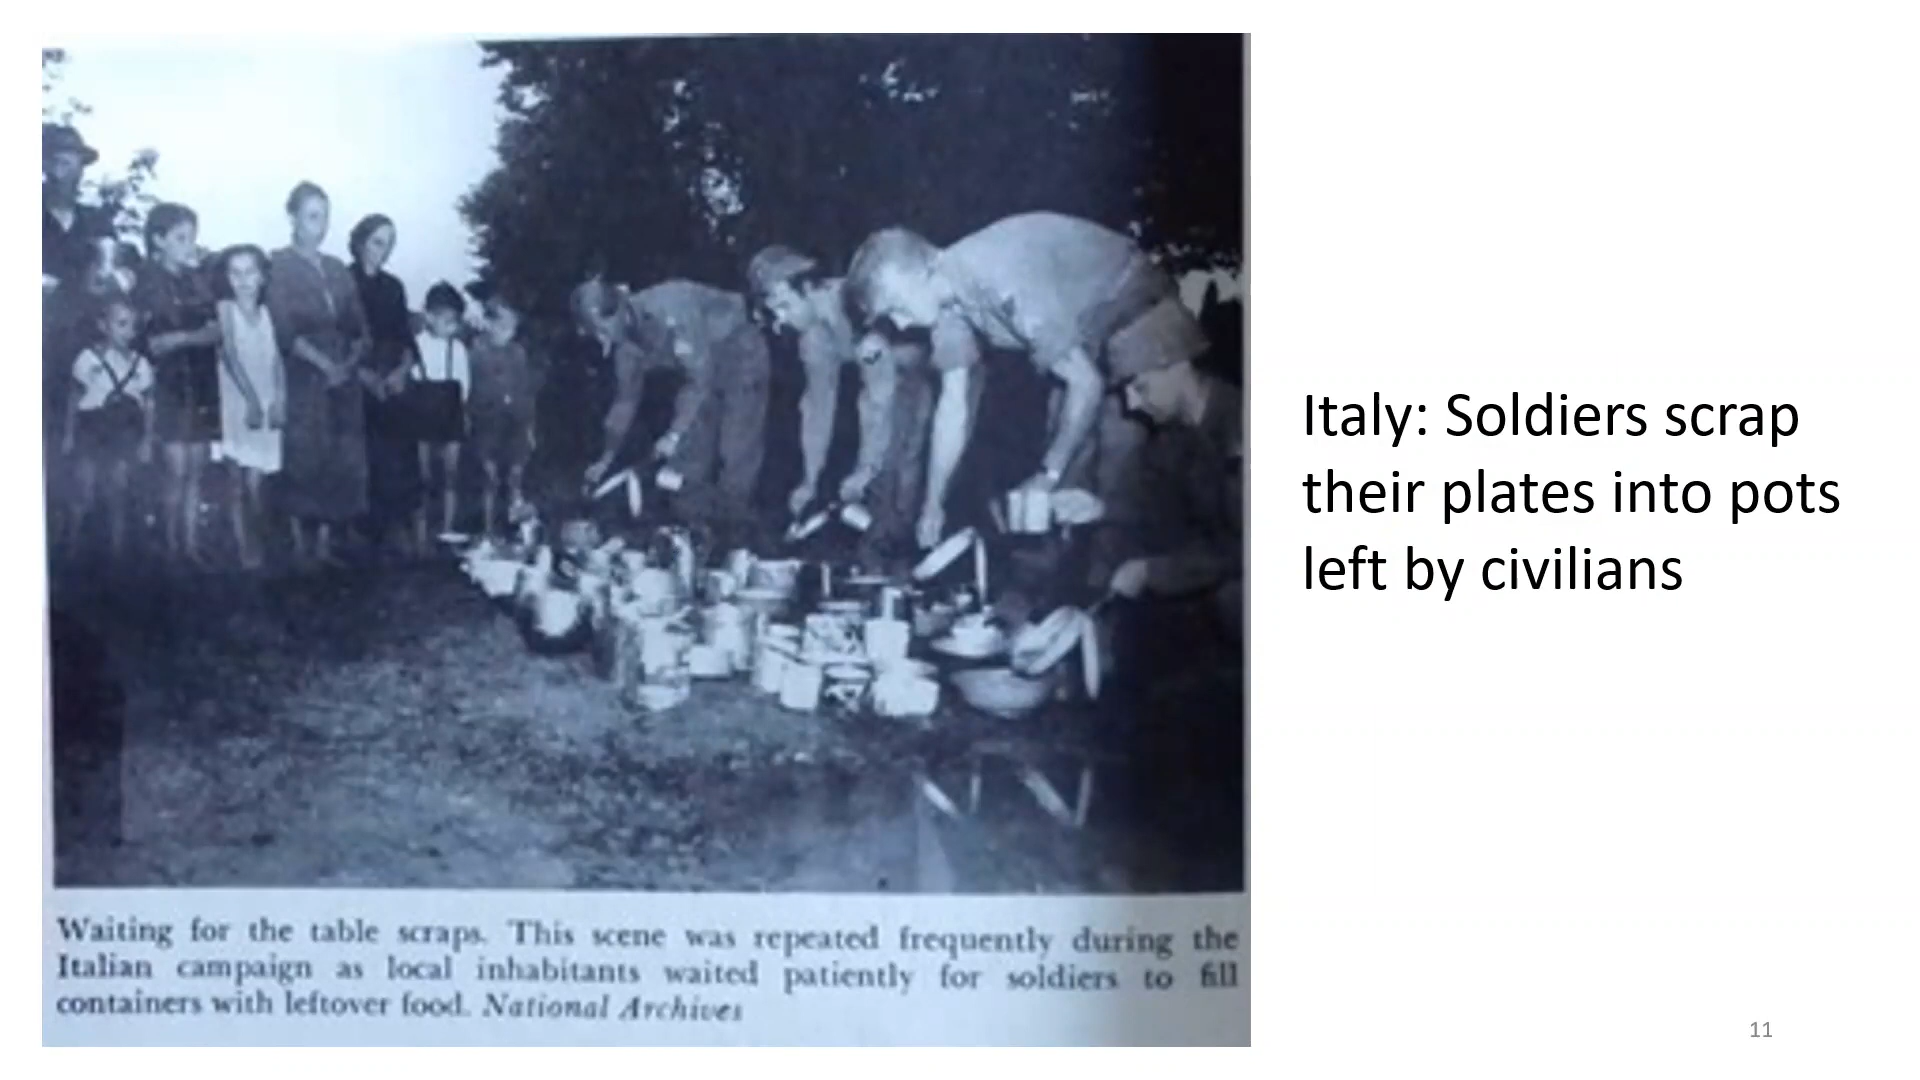 Italy: Soldiers scrap
their plates into pots
left by civilians
Waiting for the table scraps. This scene was repeated frequently during the
Italian campaign as local inhabitants waited patiently for soldiers to fill
containers with leftover food. National Archives
11